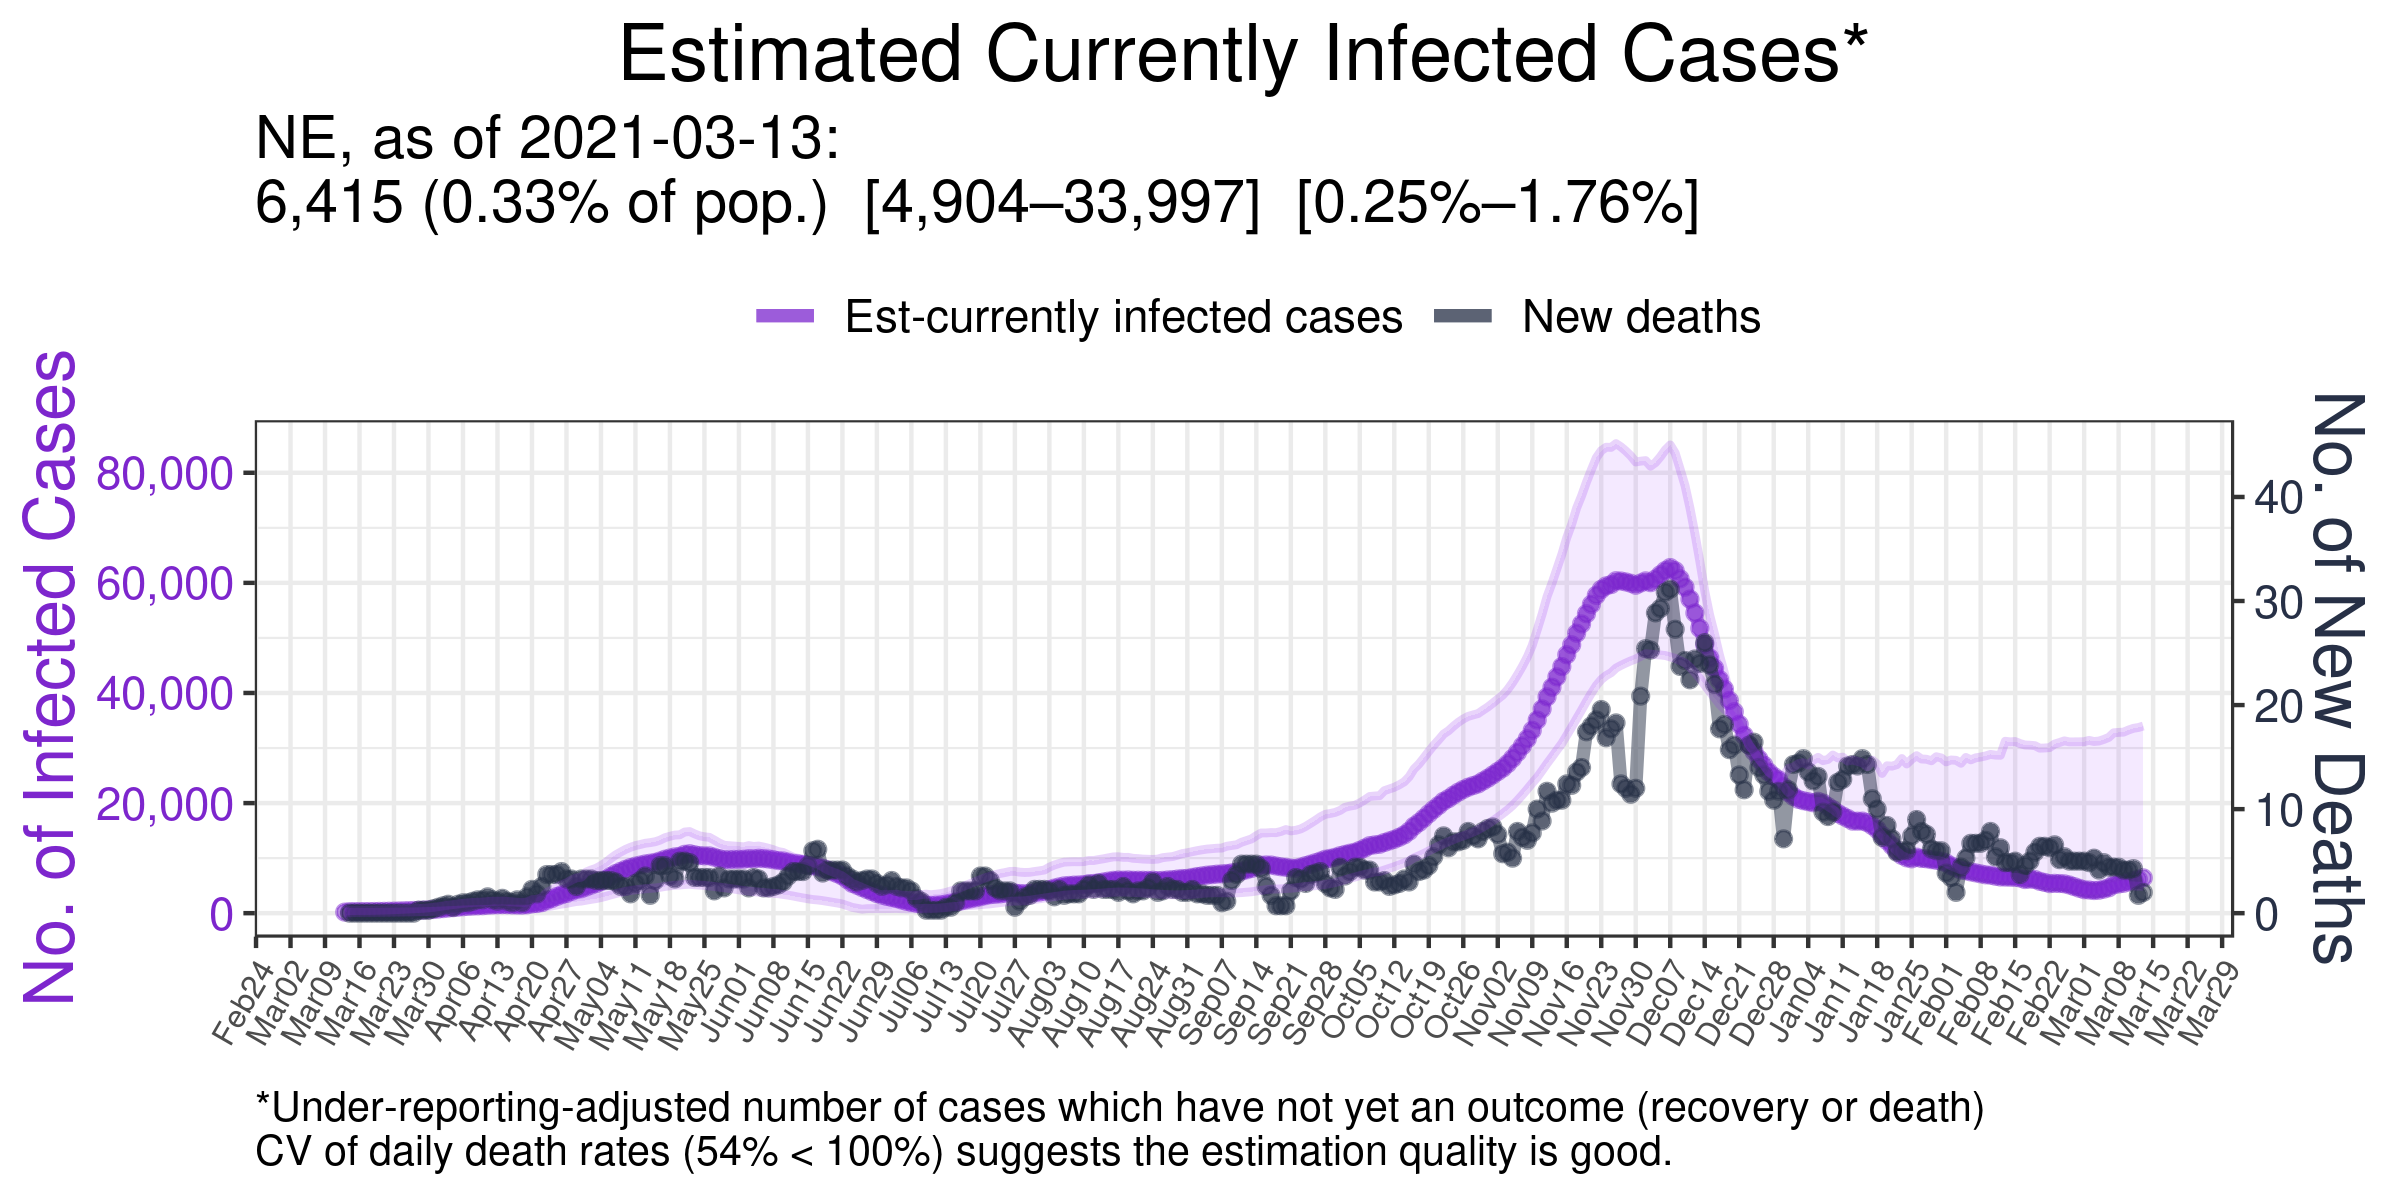 Estimated Currently Infected Cases*
NE, as of 2021-03-13:
6,415 (0.33% of pop.) [4,904–33,997] [0.25%–1.76%]
Est-currently infected cases
New deaths
No. of Infected Cases
80,000
60,000
40,000
20,000
0
40
30
20
10
0
No. of New Deaths
Feb24
Mar02
Mar09
Mar16
Mar23
Mar30
Apr06
Apr13
Apr20
Apr27
May04
May11
May18
May25
Jun01
Jun08
Jun15
Jun22
Jun29
Jul06
Jul13
Jul20
Jul27
Aug03
Aug10
Aug17
Aug24
Aug31
Sep07
Sep14
Sep21
Sep28
Oct05
Oct12
Oct19
Oct26
Nov02
Nov09
Nov16
Nov23
Nov30
Dec07
Dec14
Dec21
Dec28
Jan04
Jan11
Jan18
Jan25
Feb01
Feb08
Feb15
Feb22
Mar01
Mar08
Mar15
Mar22
Mar29
*Under-reporting-adjusted number of cases which have not yet an outcome (recovery or death)
CV of daily death rates (54% < 100%) suggests the estimation quality is good.